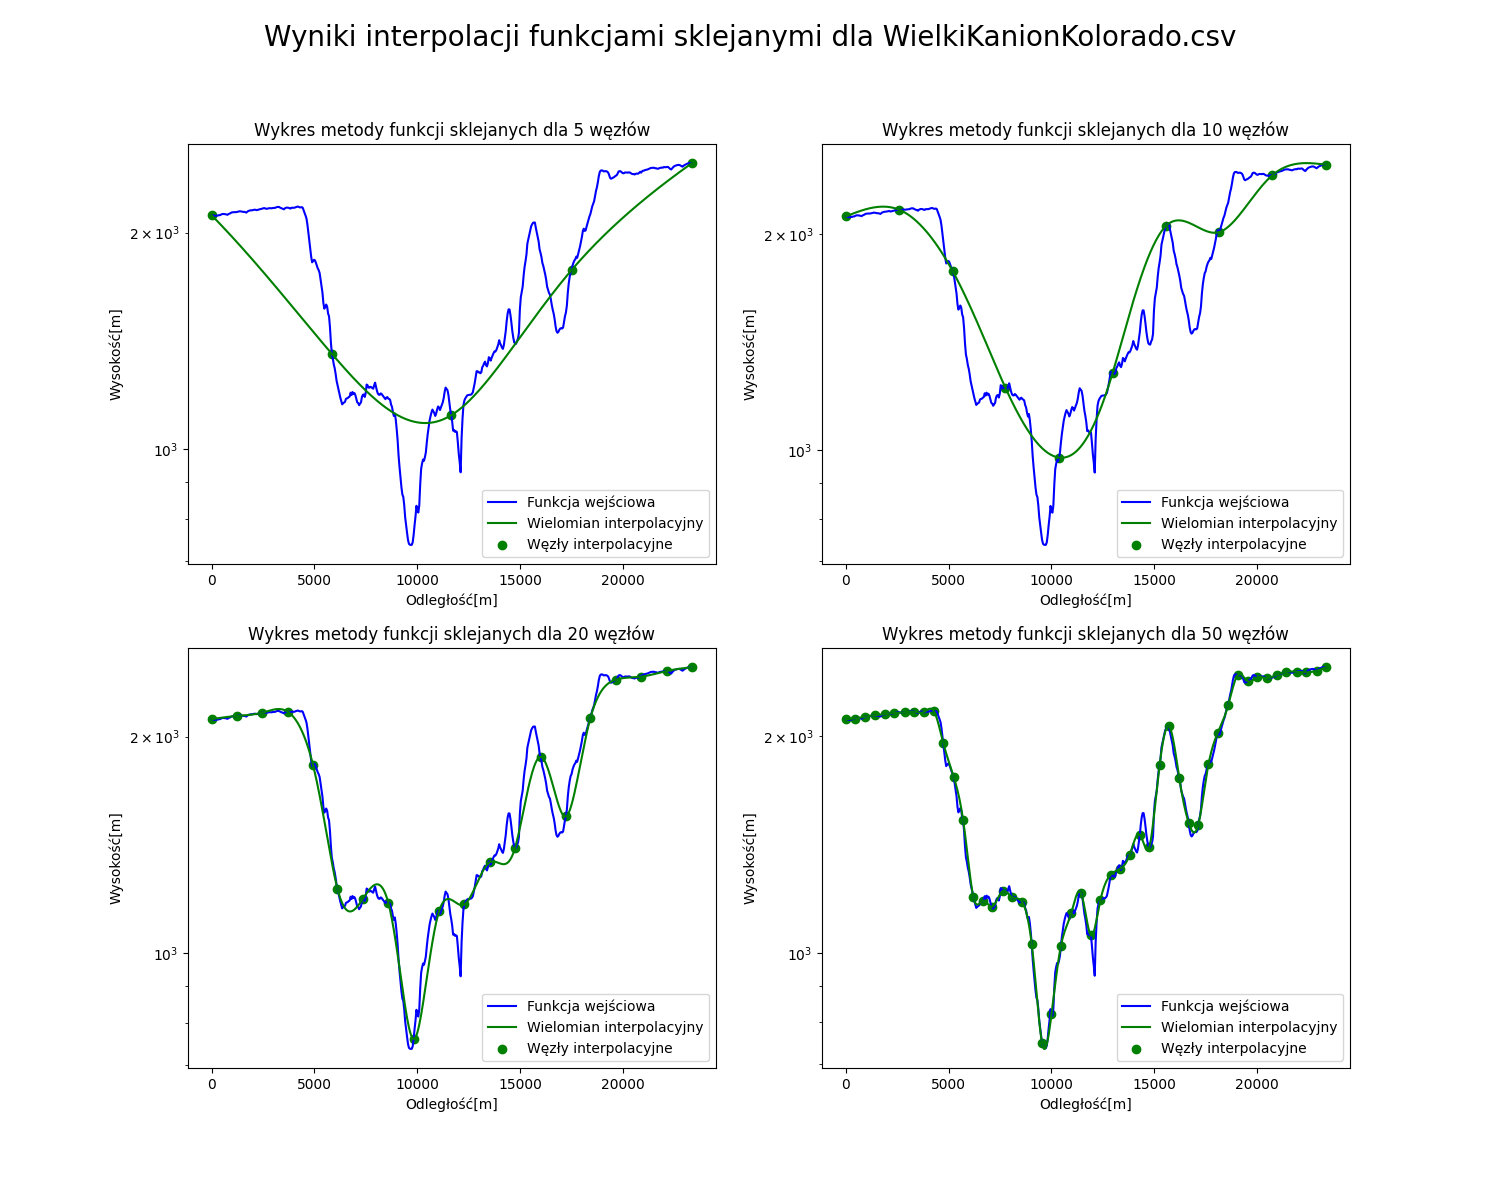 Wyniki interpolacji funkcjami sklejanymi dla WielkiKanionKolorado.csv
Wykres metody funkcji sklejanych dla 5 węzłów
Wysokość[m]
2 × 10³
10³
Funkcja wejściowa
Wielomian interpolacyjny
Węzły interpolacyjne
0 5000 10000 15000 20000
Odległość[m]
Wykres metody funkcji sklejanych dla 10 węzłów
Wysokość[m]
2 × 10³
10³
Funkcja wejściowa
Wielomian interpolacyjny
Węzły interpolacyjne
0 5000 10000 15000 20000
Odległość[m]
Wykres metody funkcji sklejanych dla 20 węzłów
Wysokość[m]
2 × 10³
10³
Funkcja wejściowa
Wielomian interpolacyjny
Węzły interpolacyjne
0 5000 10000 15000 20000
Odległość[m]
Wykres metody funkcji sklejanych dla 50 węzłów
Wysokość[m]
2 × 10³
10³
Funkcja wejściowa
Wielomian interpolacyjny
Węzły interpolacyjne
0 5000 10000 15000 20000
Odległość[m]